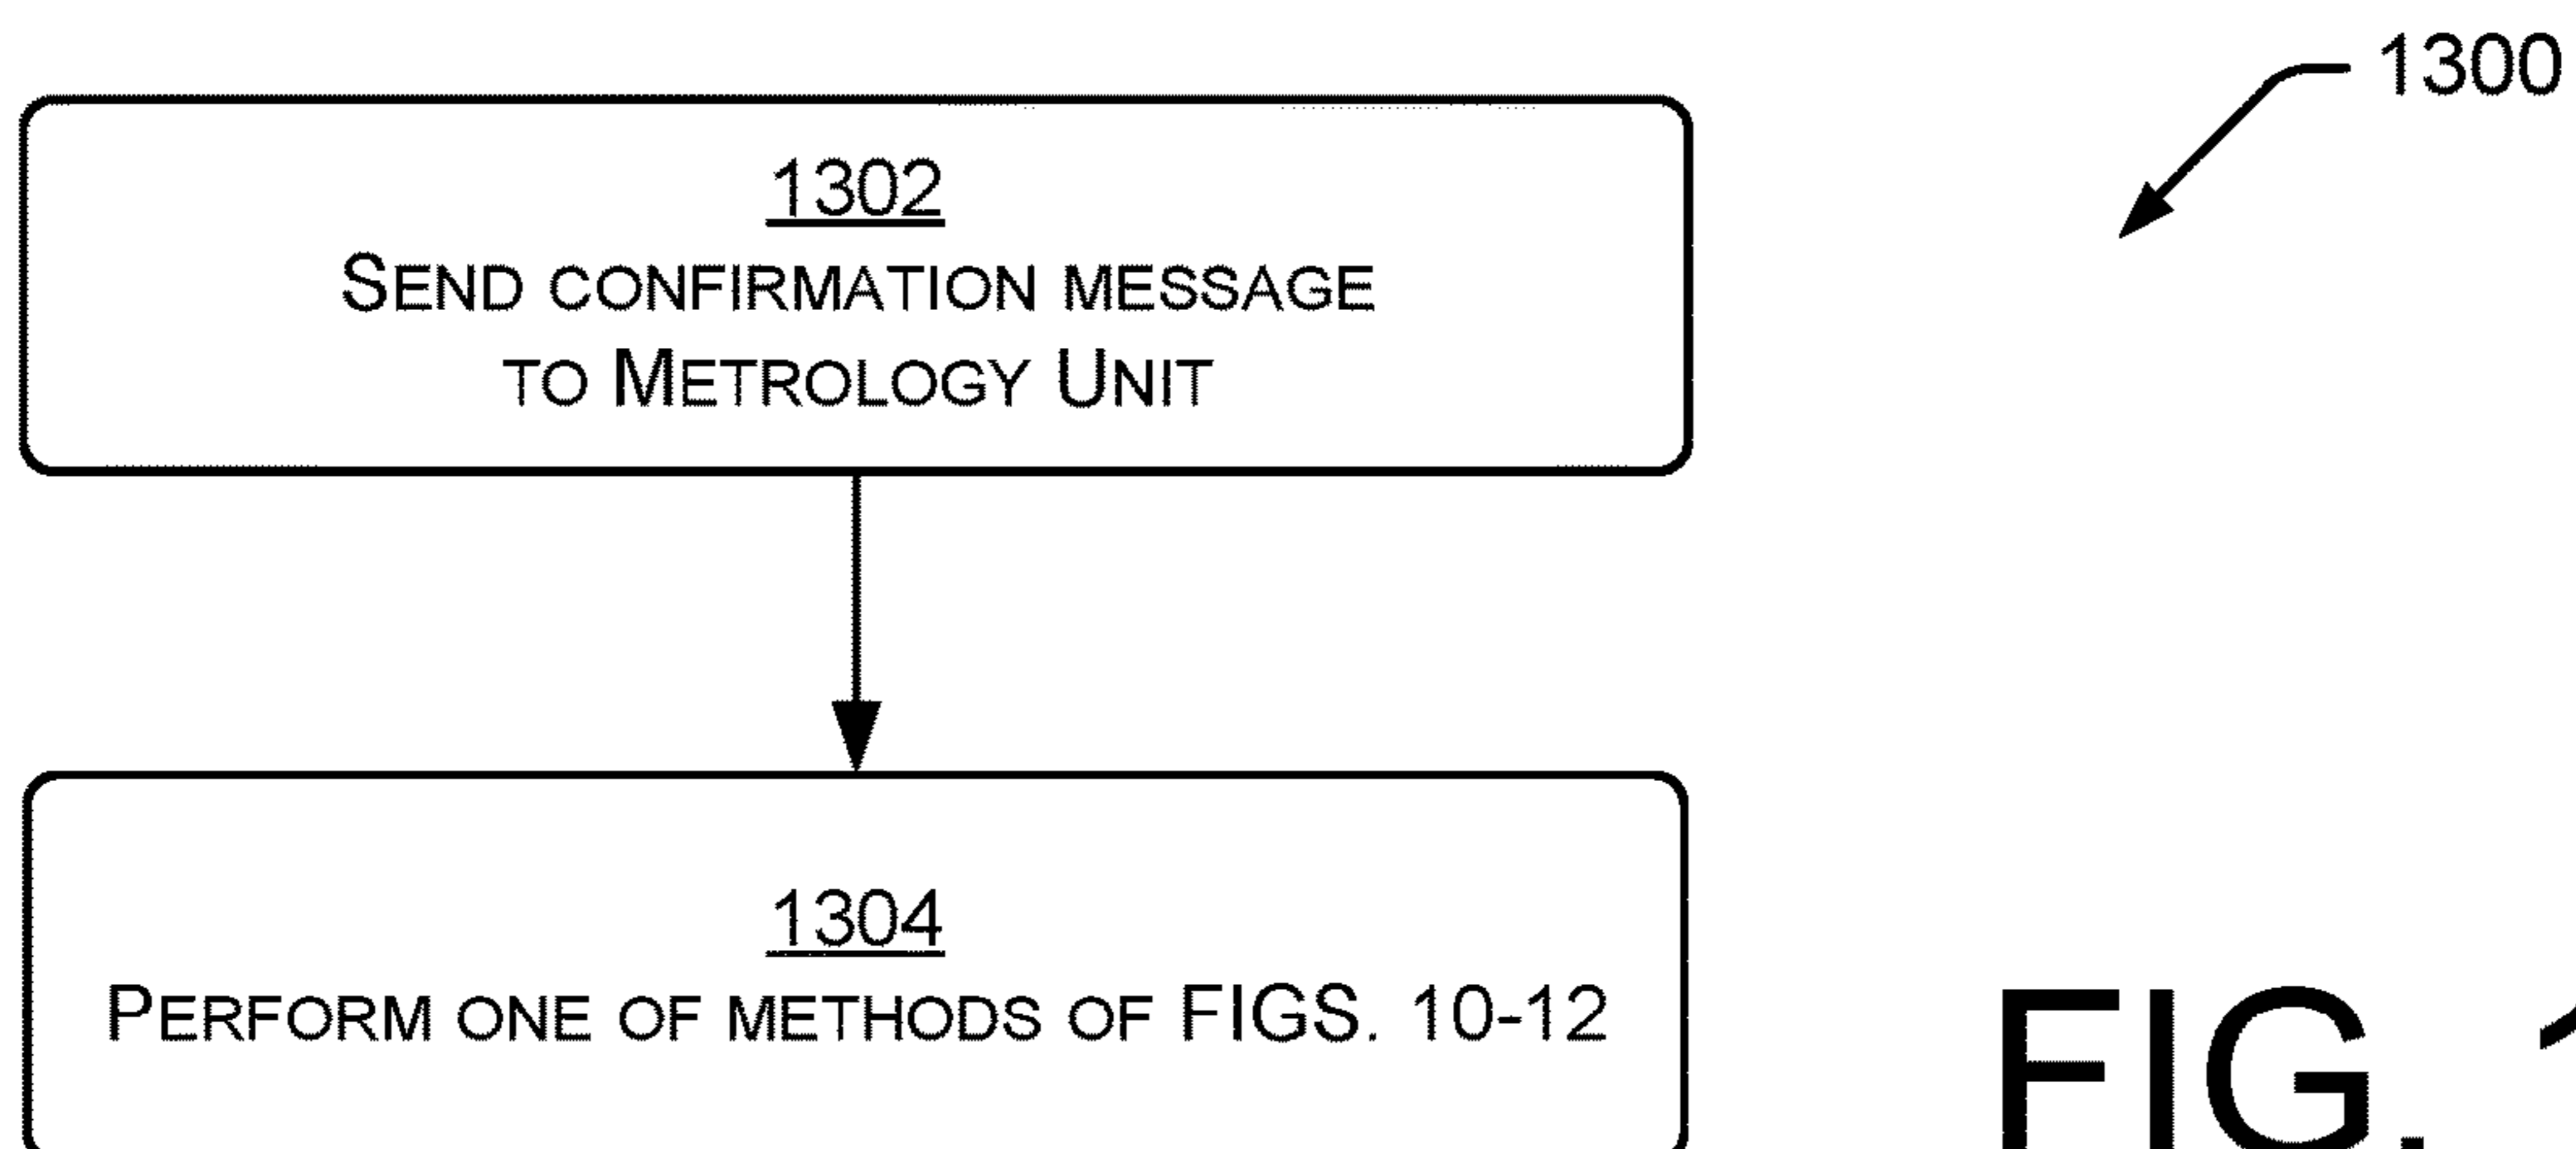 1300
1302
SEND CONFIRMATION MESSAGE
TO METROLOGY UNIT
1304
PERFORM ONE OF METHODS OF FIGS. 10-12
FIG.